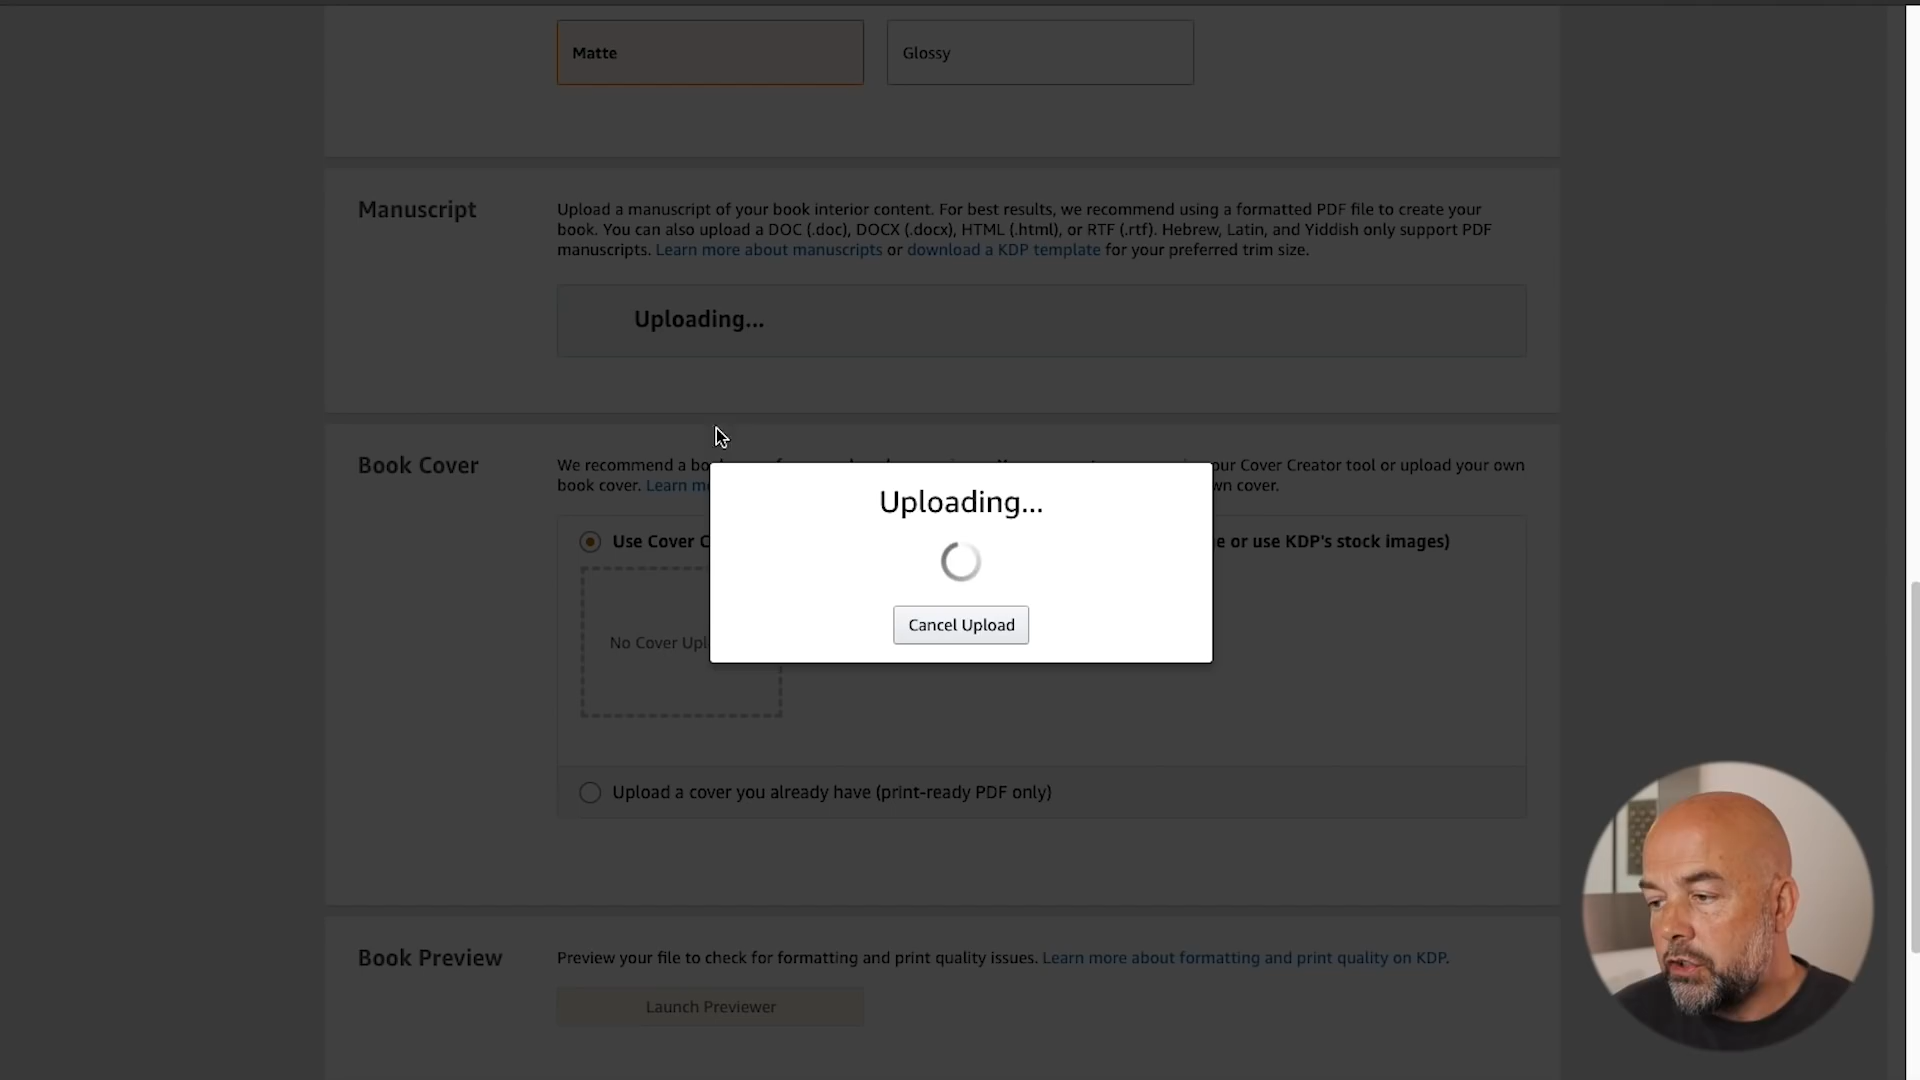 Matte
Glossy
Manuscript
Upload a manuscript of your book interior content. For best results, we recommend using a formatted PDF file to create your
book. You can also upload a DOC (.doc), DOCX (.docx), HTML (.html), or RTF (.rtf). Hebrew, Latin, and Yiddish only support PDF
manuscripts. Learn more about manuscripts or download a KDP template for your preferred trim size.
Uploading...
Book Cover
We recommend a our Cover Creator tool or upload your own
book cover. Learn wn cover.
Uploading...
Use Cover or use KDP's stock images)
Cancel Upload
No Cover
Upload a cover you already have (print-ready PDF only)
Book Preview
Preview your file to check for formatting and print quality issues. Learn more about formatting and print quality on KDP.
Launch Previewer